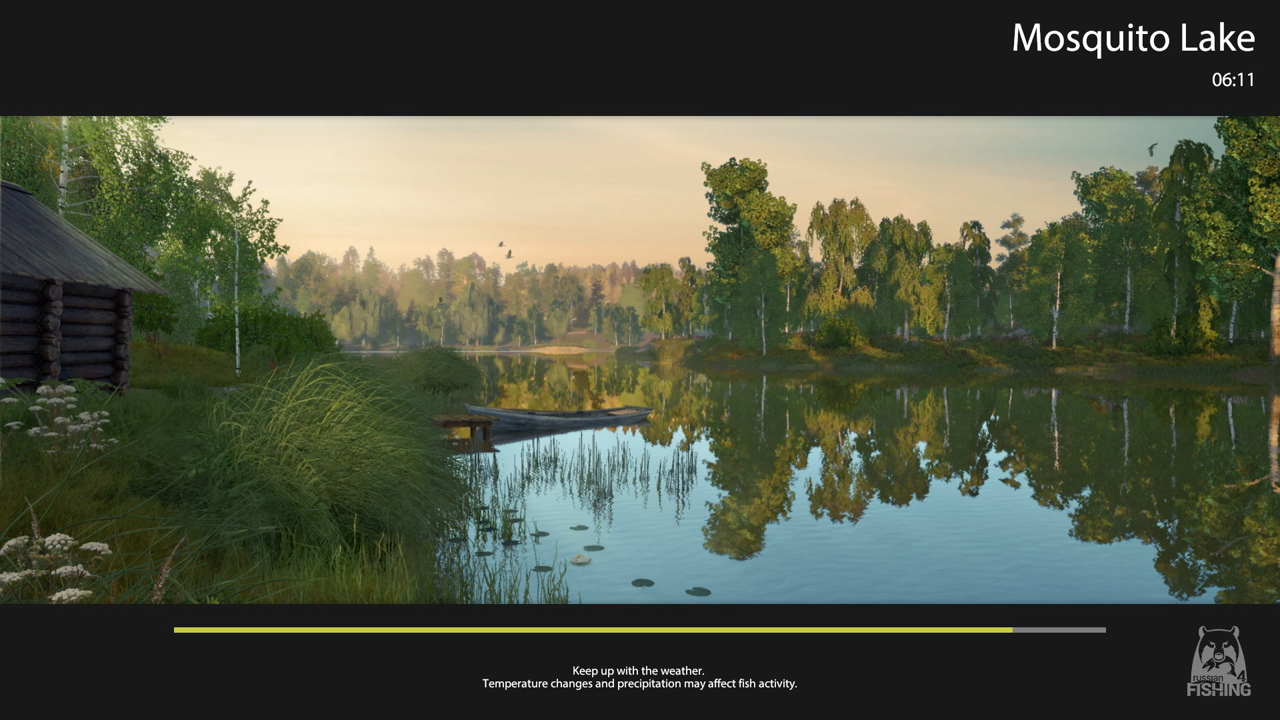 Mosquito Lake
06:11
Keep up with the weather.
Temperature changes and precipitation may affect fish activity.
russian 4
FISHING